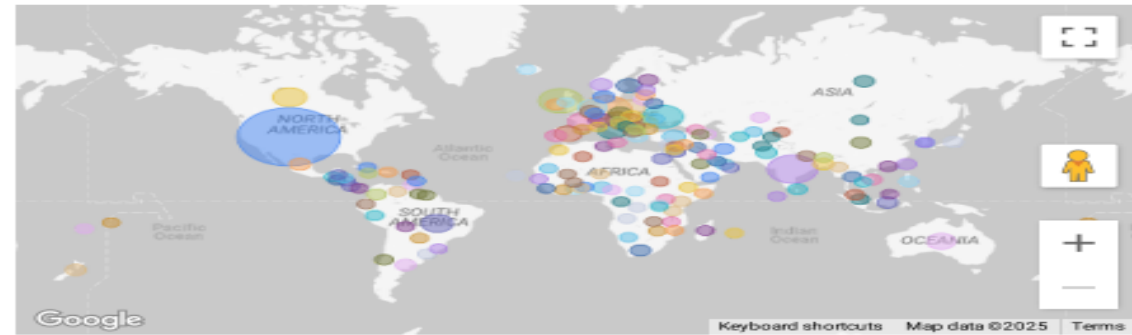 ASIA
NORTH
AMERICA
Atlantic
Ocean
AFRICA
SOUTH
AMERICA
Pacific
Ocean
Indian
Ocean
OCEANIA
Google
Keyboard shortcuts Map data ©2025 Terms